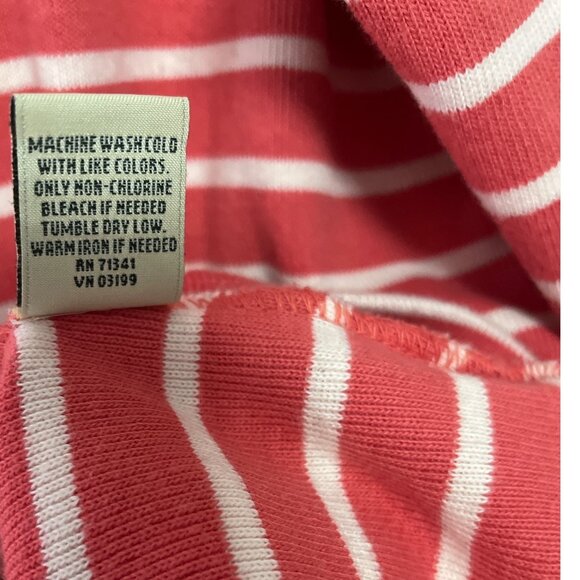 MACHINE WASH COLD
WITH LIKE COLORS.
ONLY NON-CHLORINE
BLEACH IF NEEDED
TUMBLE DRY LOW.
WARM IRON IF NEEDED
RN 71341
VN 03199